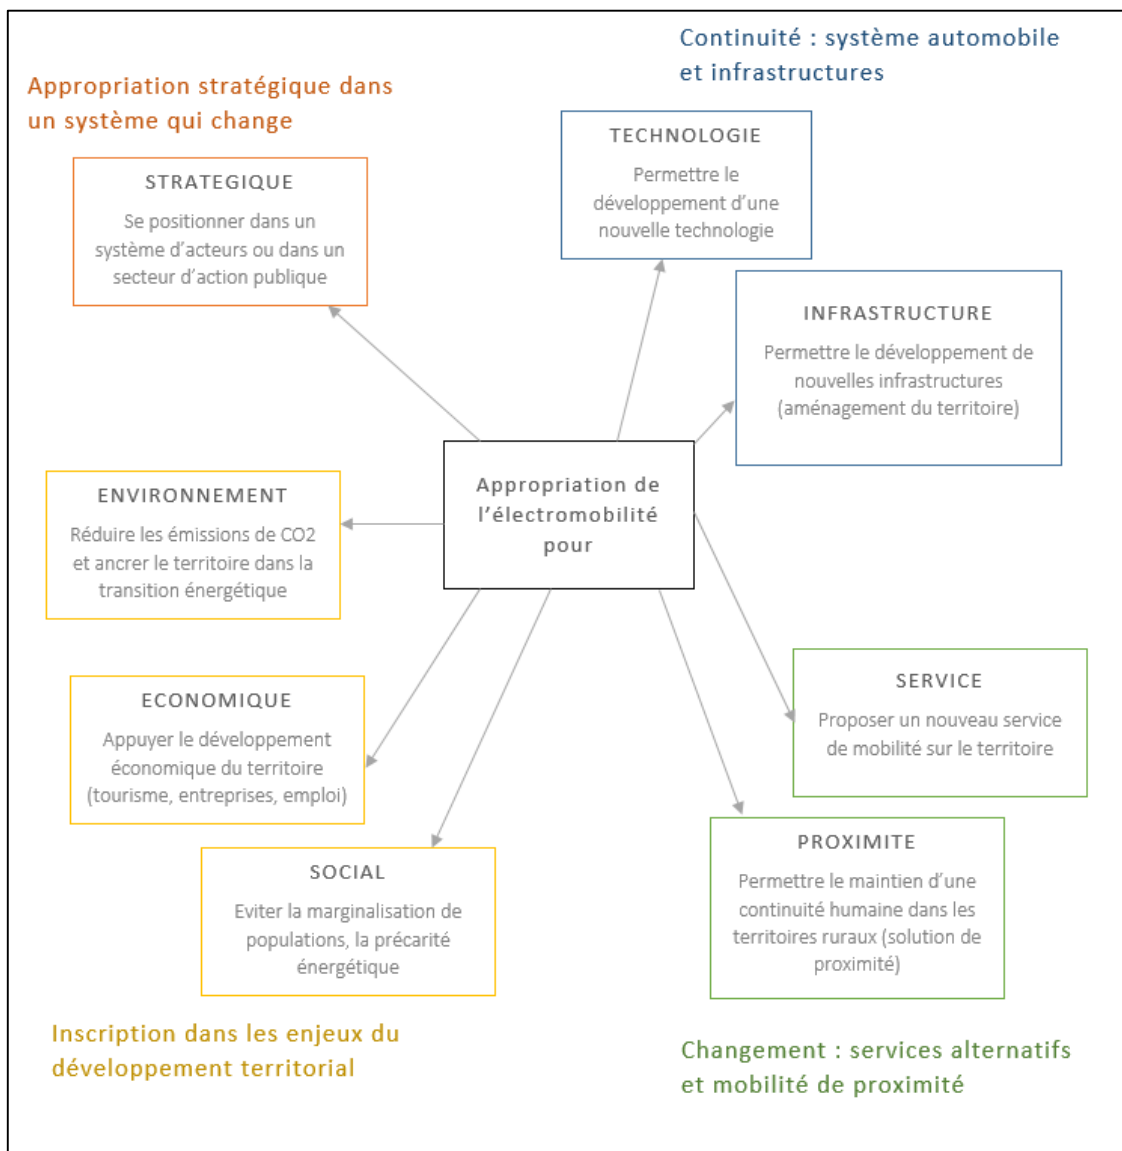 Continuité : système automobile
et infrastructures
Appropriation stratégique dans
un système qui change
TECHNOLOGIE
Permettre le
développement d’une
nouvelle technologie
STRATEGIQUE
Se positionner dans un
système d’acteurs ou dans un
secteur d’action publique
INFRASTRUCTURE
Permettre le développement de
nouvelles infrastructures
(aménagement du territoire)
Appropriation de
l’électromobilité
pour
ENVIRONNEMENT
Réduire les émissions de CO2
et ancrer le territoire dans la
transition énergétique
ECONOMIQUE
Appuyer le développement
économique du territoire
(tourisme, entreprises, emploi)
SERVICE
Proposer un nouveau service
de mobilité sur le territoire
SOCIAL
Eviter la marginalisation de
populations, la précarité
énergétique
PROXIMITE
Permettre le maintien d’une
continuité humaine dans les
territoires ruraux (solution de
proximité)
Inscription dans les enjeux du
développement territorial
Changement : services alternatifs
et mobilité de proximité